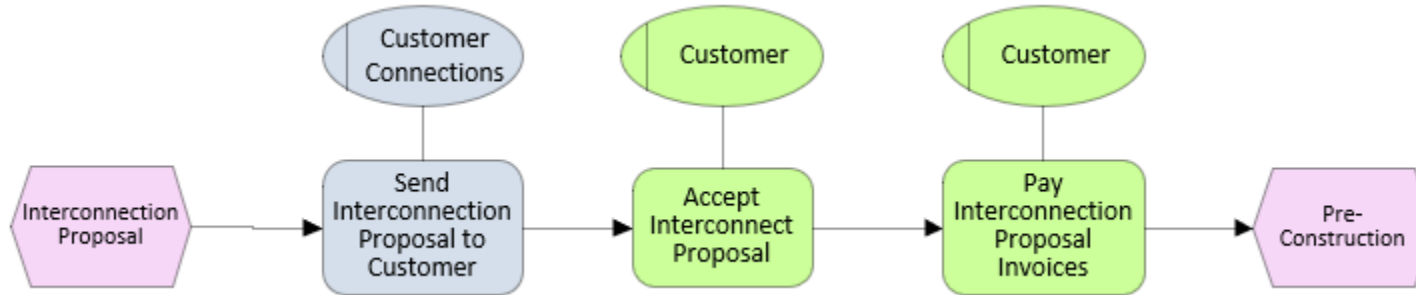 Customer
Connections
Customer
Customer
Interconnection
Proposal
Send
Interconnection
Proposal to
Customer
Accept
Interconnect
Proposal
Pay
Interconnection
Proposal
Invoices
Pre-
Construction